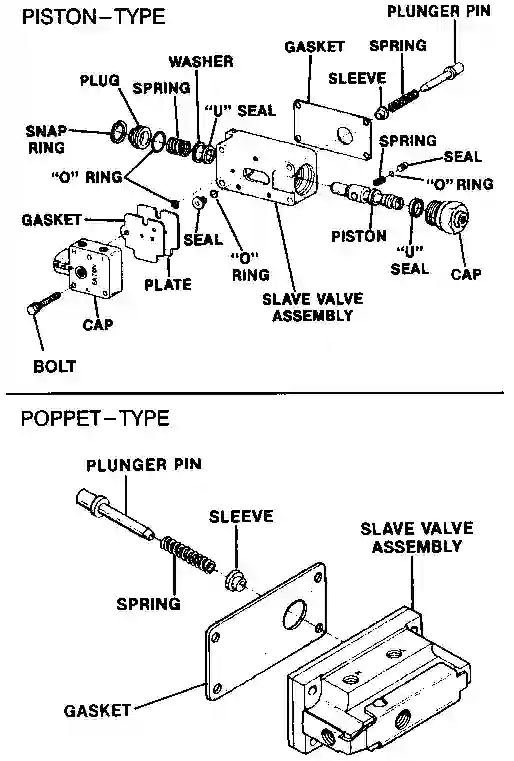 PISTON-TYPE
PLUNGER PIN
GASKET
SPRING
WASHER
SLEEVE
PLUG
SPRING
"U" SEAL
SNAP
RING
SPRING
SEAL
"O" RING
"O" RING
GASKET
SEAL
PISTON
"O"
RING
"U"
SEAL
CAP
PLATE
SLAVE VALVE
ASSEMBLY
CAP
BOLT
POPPET-TYPE
PLUNGER PIN
SLEEVE
SLAVE VALVE
ASSEMBLY
SPRING
GASKET